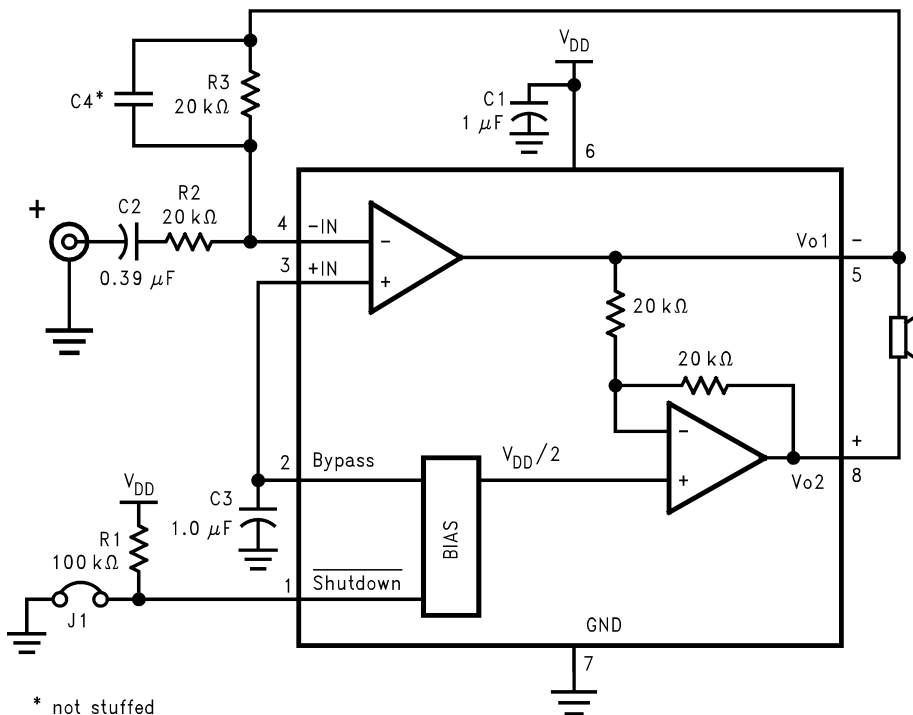 V_DD
R3
20 kΩ
C4*
C1
1 µF
6
+
C2
0.39 µF
R2
20 kΩ
4
-IN
-
3
+IN
+
Vo1
-
5
20 kΩ
20 kΩ
-
+
V_DD/2
+
8
Vo2
2
Bypass
C3
1.0 µF
BIAS
V_DD
R1
100 kΩ
1
Shutdown
J1
GND
7
* not stuffed